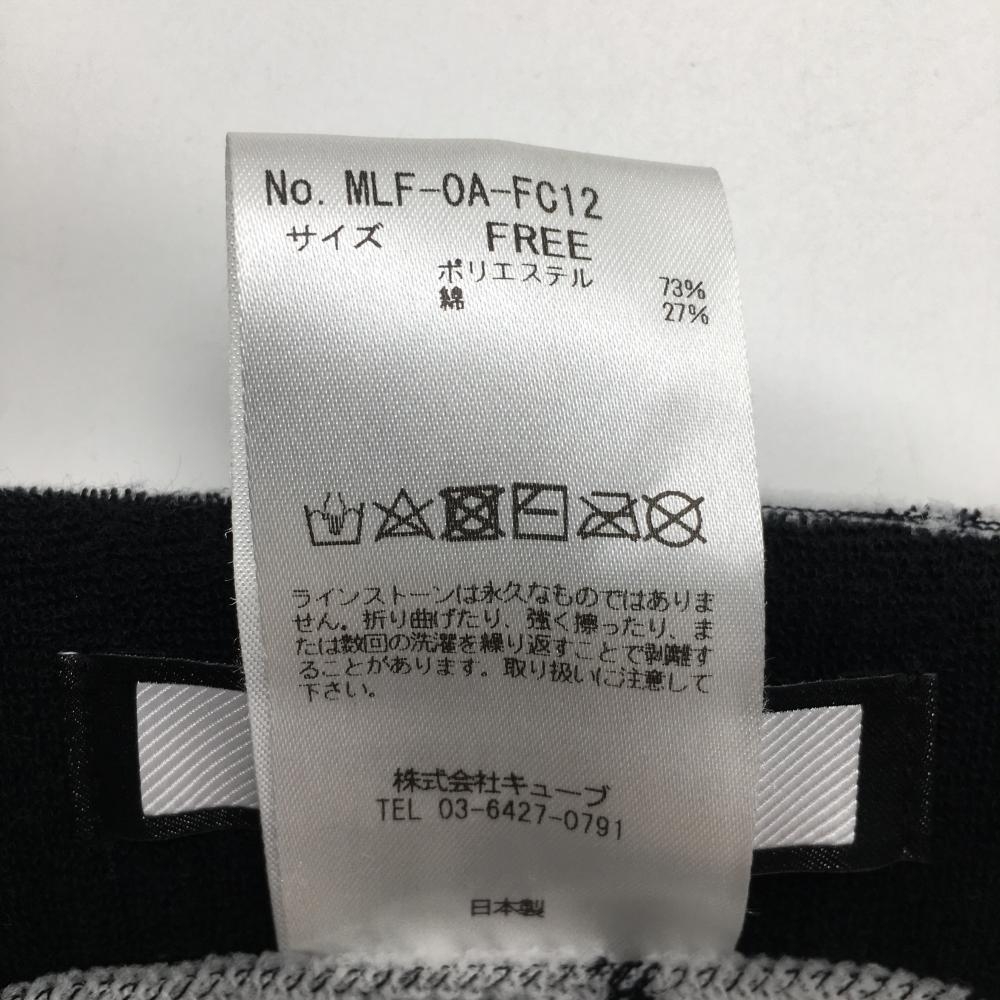 No. MLF-OA-FC12
サイズ FREE
ポリエステル 73%
綿 27%
ラインストーンは永久なものではありま
せん。折り曲げたり、強く擦ったり、ま
たは数回の洗濯を繰り返すことで剥離す
ることがあります。取り扱いに注意して
下さい。
株式会社キューブ
TEL 03-6427-0791
日本製